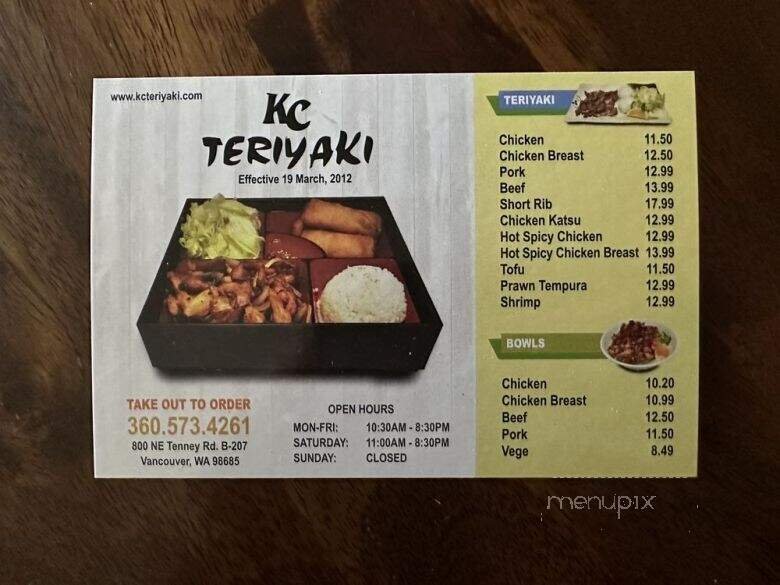 www.kcteriyaki.com
KC
TERIYAKI
Effective 19 March, 2012
TAKE OUT TO ORDER
360.573.4261
800 NE Tenney Rd. B-207
Vancouver, WA 98685
OPEN HOURS
MON-FRI: 10:30AM - 8:30PM
SATURDAY: 11:00AM - 8:30PM
SUNDAY: CLOSED
TERIYAKI
Chicken 11.50
Chicken Breast 12.50
Pork 12.99
Beef 13.99
Short Rib 17.99
Chicken Katsu 12.99
Hot Spicy Chicken 12.99
Hot Spicy Chicken Breast 13.99
Tofu 11.50
Prawn Tempura 12.99
Shrimp 12.99
BOWLS
Chicken 10.20
Chicken Breast 10.99
Beef 12.50
Pork 11.50
Vege 8.49
menupix